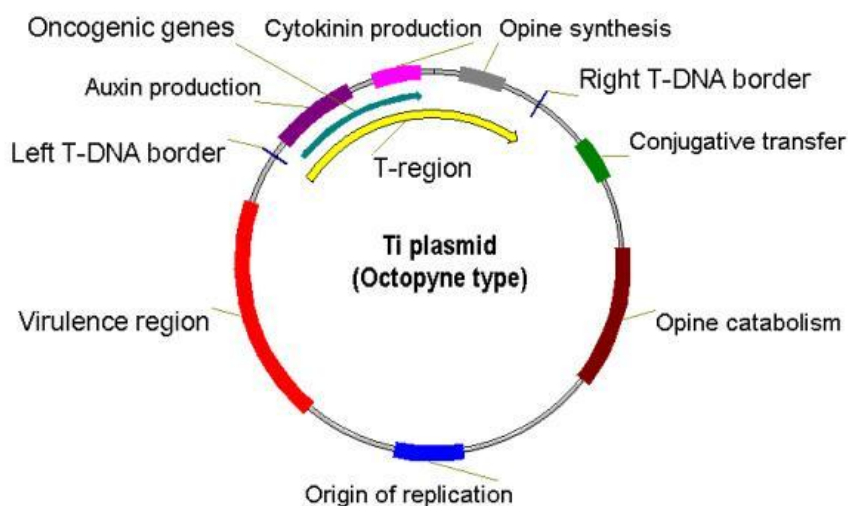 Oncogenic genes
Cytokinin production
Opine synthesis
Auxin production
Right T-DNA border
Left T-DNA border
T-region
Conjugative transfer
Ti plasmid
(Octopyne type)
Virulence region
Opine catabolism
Origin of replication